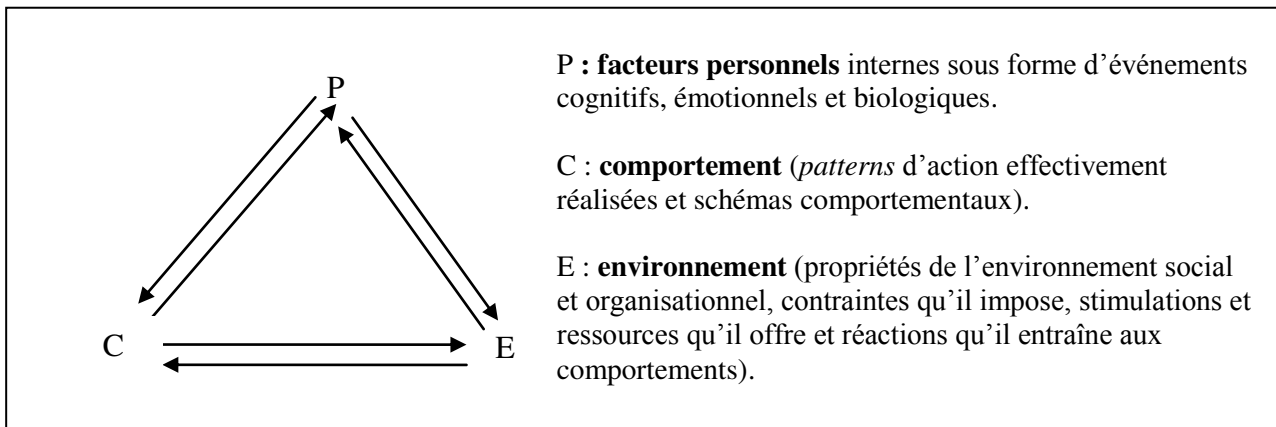 P
C
E
P : facteurs personnels internes sous forme d’événements
cognitifs, émotionnels et biologiques.
C : comportement (patterns d’action effectivement
réalisées et schémas comportementaux).
E : environnement (propriétés de l’environnement social
et organisationnel, contraintes qu’il impose, stimulations et
ressources qu’il offre et réactions qu’il entraîne aux
comportements).